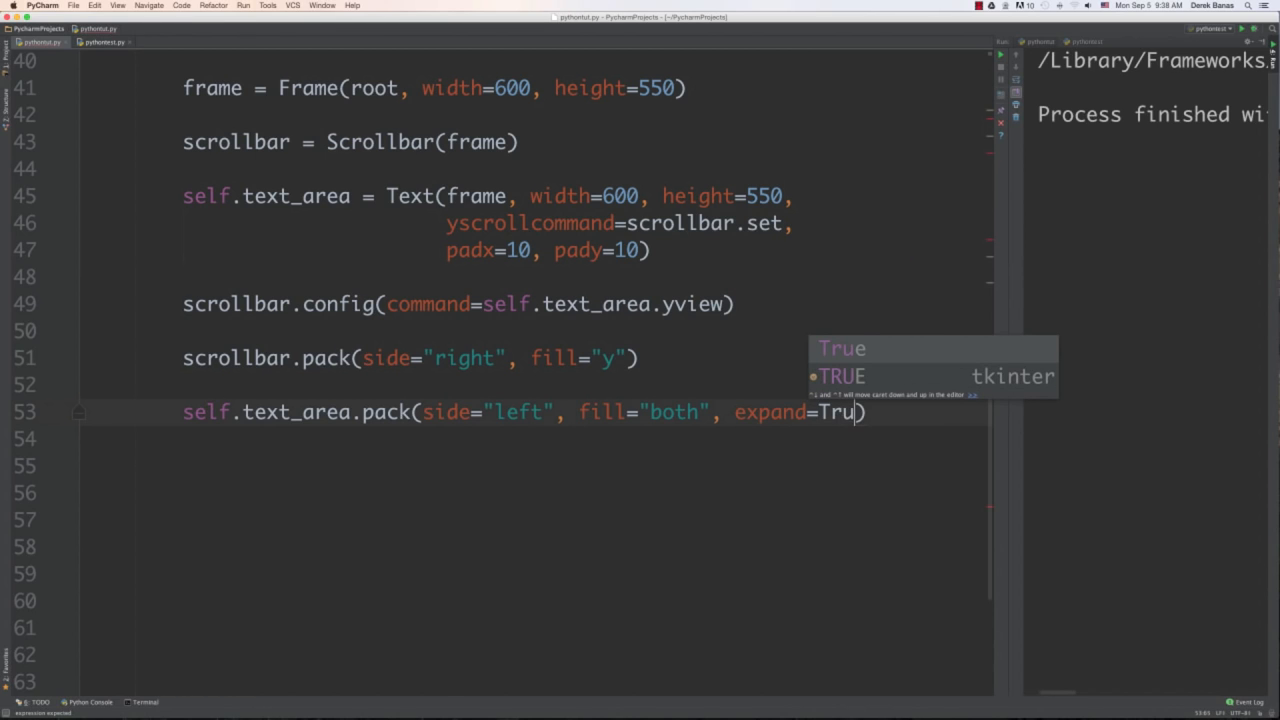 PyCharm File Edit View Navigate Code Refactor Run Tools VCS Window Help
10 Mon Sep 5 9:38 AM Derek Banas
pythontut.py - PycharmProjects - [~/PycharmProjects]
PycharmProjects pythontut.py
pythontest
pythontut.py pythontest.py
Run: pythontut pythontest
40
41 frame = Frame(root, width=600, height=550)
42
43 scrollbar = Scrollbar(frame)
44
45 self.text_area = Text(frame, width=600, height=550,
46 yscrollcommand=scrollbar.set,
47 padx=10, pady=10)
48
49 scrollbar.config(command=self.text_area.yview)
50
51 scrollbar.pack(side="right", fill="y")
52
53 self.text_area.pack(side="left", fill="both", expand=Tru)
54
55
56
57
58
59
60
61
62
63
True
TRUE tkinter
^↓ and ^↑ will move caret down and up in the editor >>
/Library/Frameworks
Process finished wi
1: Project
7: Structure
2: Favorites
Run
6: TODO Python Console Terminal
Event Log
expression expected
53:65 LF÷ UTF-8÷